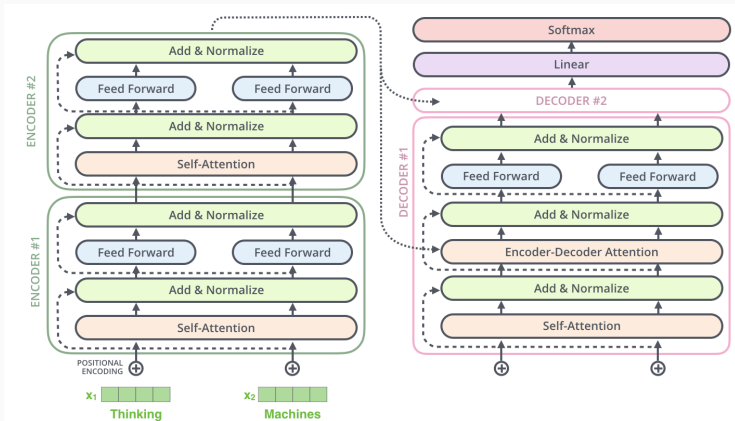 ENCODER #2
Add & Normalize
Feed Forward
Feed Forward
Add & Normalize
Self-Attention
ENCODER #1
Add & Normalize
Feed Forward
Feed Forward
Add & Normalize
Self-Attention
POSITIONAL
ENCODING
x₁
x₂
Thinking
Machines
Softmax
Linear
DECODER #2
DECODER #1
Add & Normalize
Feed Forward
Feed Forward
Add & Normalize
Encoder-Decoder Attention
Add & Normalize
Self-Attention